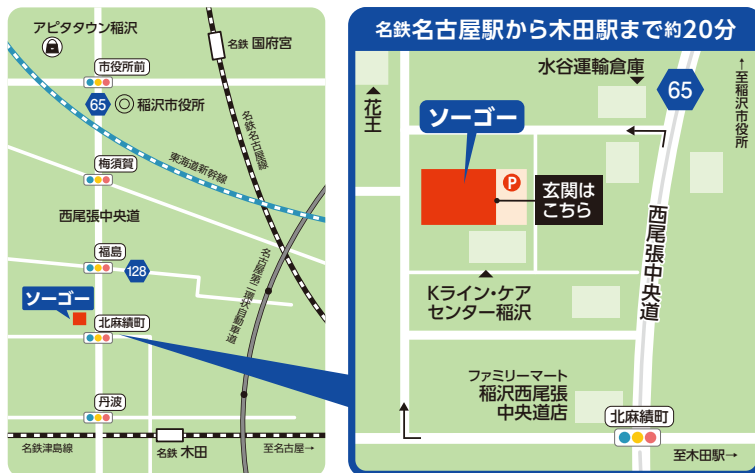 アピタタウン稲沢
名鉄 国府宮
市役所前
65
稲沢市役所
名鉄名古屋線
東海道新幹線
梅須賀
西尾張中央道
福島
128
名古屋第二環状自動車道
ソーゴー
北麻績町
丹波
名鉄津島線
名鉄 木田
至名古屋→
名鉄名古屋駅から木田駅まで約20分
水谷運輸倉庫
65
↑至稲沢市役所
花王
ソーゴー
P
玄関は
こちら
西尾張中央道
Kライン・ケア
センター稲沢
ファミリーマート
稲沢西尾張
中央道店
北麻績町
至木田駅→